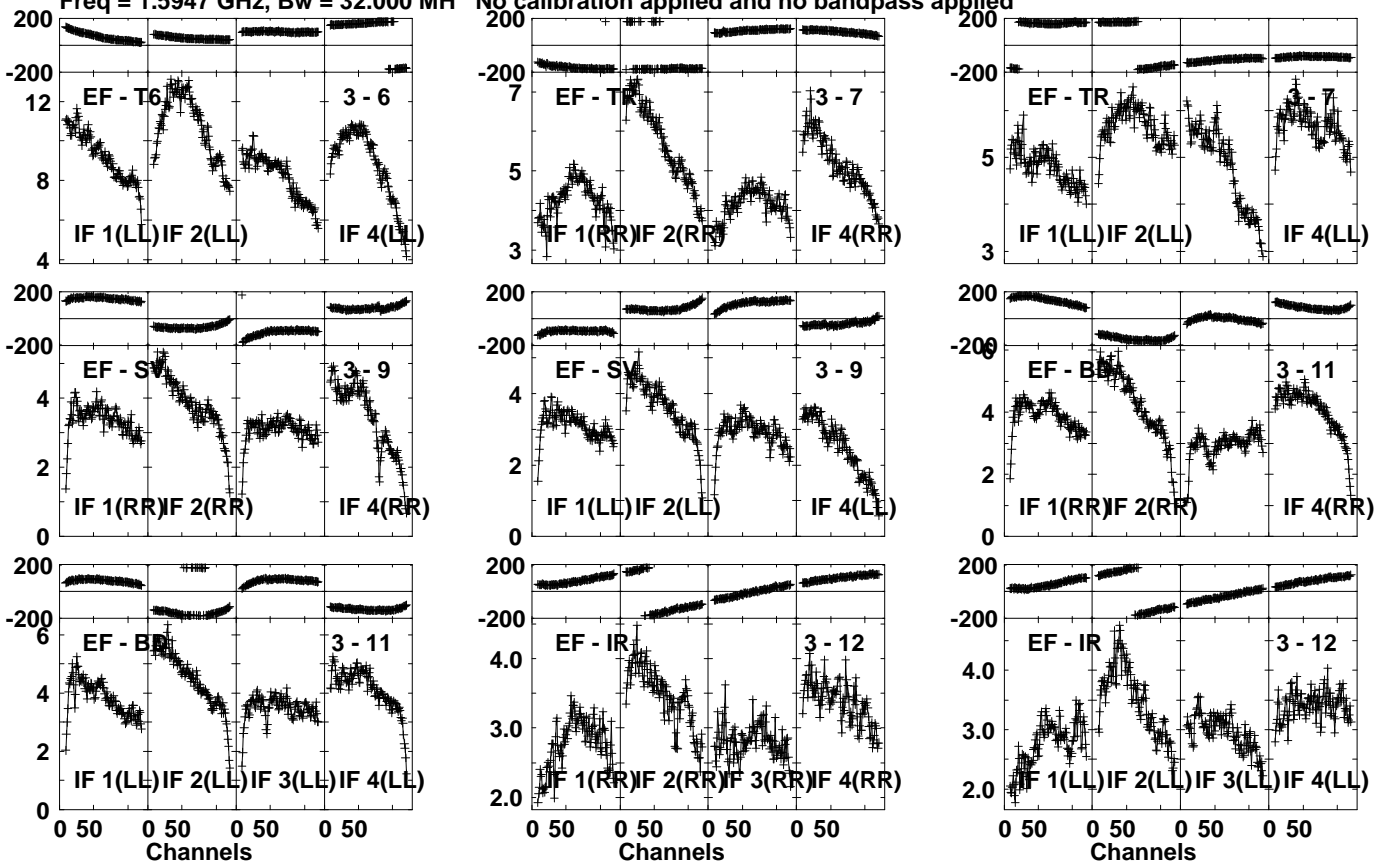 Freq = 1.5947 GHz, Bw = 32.000 MH No calibration applied and no bandpass applied
200
-200
12
8
4
EF - T6
3 - 6
IF 1(LL) IF 2(LL) IF 4(LL)
200
-200
7
5
3
EF - TR
3 - 7
IF 1(RR) IF 2(RR) IF 4(RR)
200
-200
5
3
EF - TR
3 - 7
IF 1(LL) IF 2(LL) IF 4(LL)
200
-200
4
2
0
EF - SV
3 - 9
IF 1(RR) IF 2(RR) IF 4(RR)
200
-200
4
2
0
EF - SV
3 - 9
IF 1(LL) IF 2(LL) IF 4(LL)
200
-200
6
4
2
0
EF - BD
3 - 11
IF 1(RR) IF 2(RR) IF 4(RR)
200
-200
6
4
2
0
EF - BD
3 - 11
IF 1(LL) IF 2(LL) IF 3(LL) IF 4(LL)
0 50 0 50 0 50 0 50
Channels
200
-200
4.0
3.0
2.0
EF - IR
3 - 12
IF 1(RR) IF 2(RR) IF 3(RR) IF 4(RR)
0 50 0 50 0 50 0 50
Channels
200
-200
4.0
3.0
2.0
EF - IR
3 - 12
IF 1(LL) IF 2(LL) IF 3(LL) IF 4(LL)
0 50 0 50 0 50 0 50
Channels